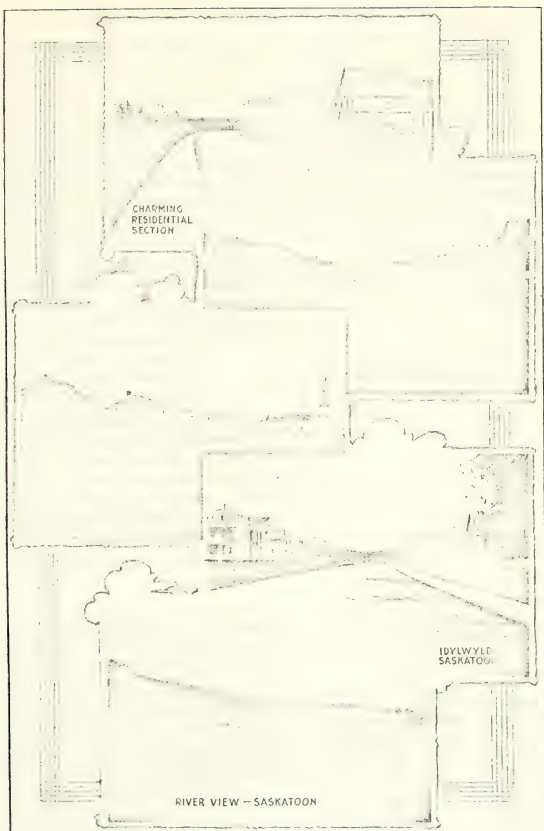 CHARMING
RESIDENTIAL
SECTION
IDYLWYLD
SASKATOON
RIVER VIEW — SASKATOON